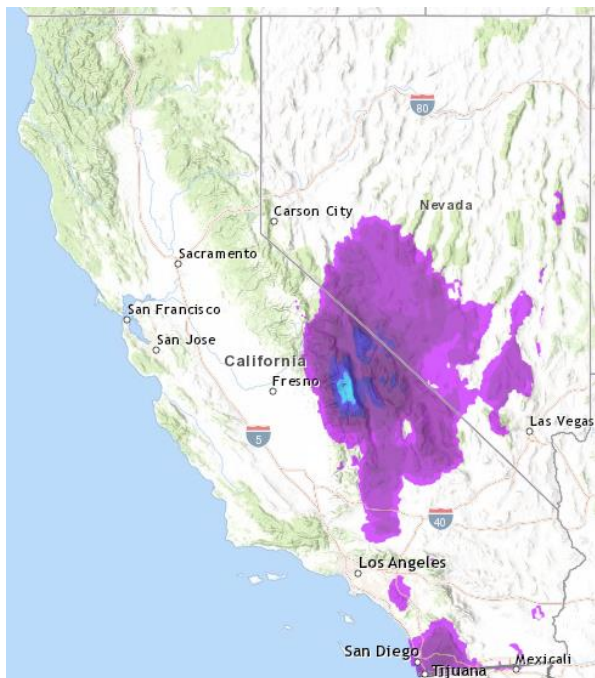 80
Carson City
Nevada
Sacramento
San Francisco
San Jose
California
Fresno
5
Las Vegas
40
Los Angeles
San Diego
Mexicali
Tijuana